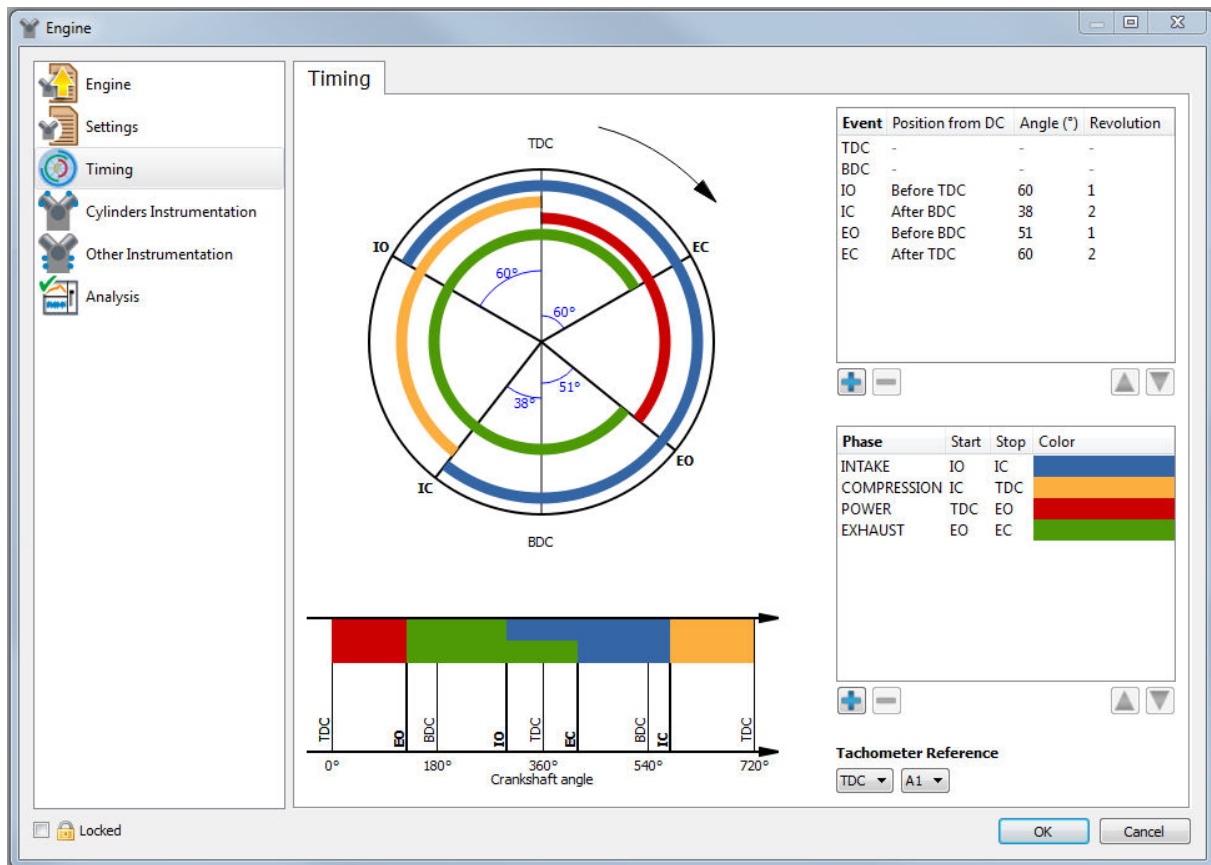 Engine
Engine
Settings
Timing
Cylinders Instrumentation
Other Instrumentation
Analysis
Timing
TDC
IO
EC
60°
60°
38°
51°
IC
EO
BDC
TDC
EO
BDC
IO
TDC
EC
BDC
IC
TDC
0° 180° 360° 540° 720°
Crankshaft angle
Event Position from DC Angle (°) Revolution
TDC - - -
BDC - - -
IO Before TDC 60 1
IC After BDC 38 2
EO Before BDC 51 1
EC After TDC 60 2
Phase Start Stop Color
INTAKE IO IC
COMPRESSION IC TDC
POWER TDC EO
EXHAUST EO EC
Tachometer Reference
TDC A1
Locked
OK Cancel